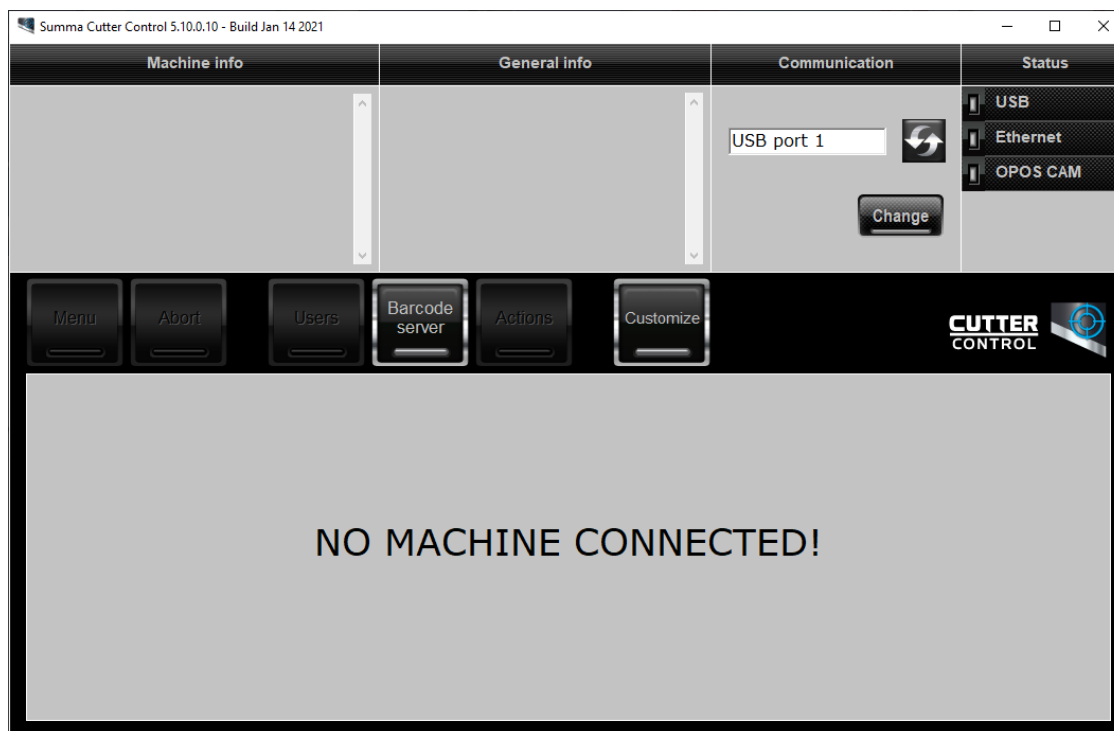 Summa Cutter Control 5.10.0.10 - Build Jan 14 2021
Machine info
General info
Communication
Status
USB port 1
Change
USB
Ethernet
OPOS CAM
Menu
Abort
Users
Barcode
server
Actions
Customize
CUTTER
CONTROL
NO MACHINE CONNECTED!